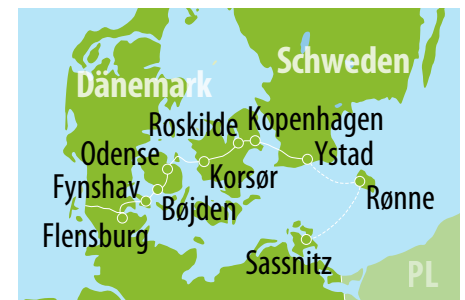 Schweden
Dänemark
Roskilde Kopenhagen
Odense Ystad
Fynshav Korsør
Bøjden Rønne
Flensburg
Sassnitz
PL